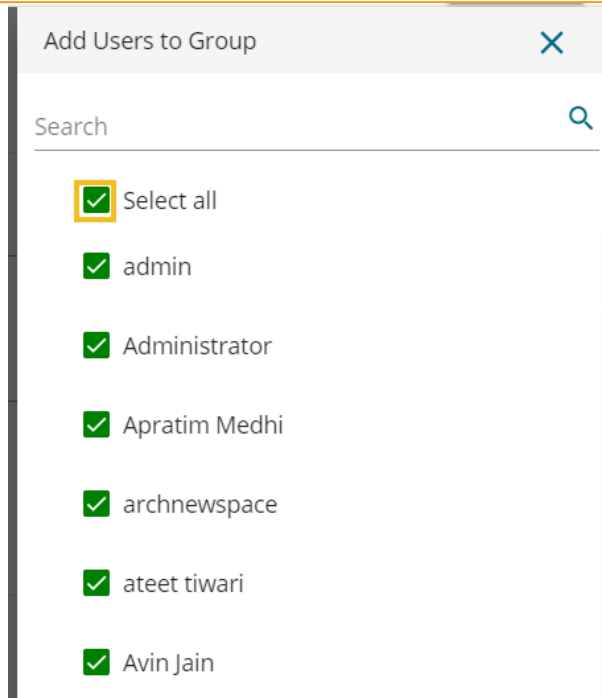 Add Users to Group
Search
Select all
admin
Administrator
Apratim Medhi
archnewspace
ateet tiwari
Avin Jain